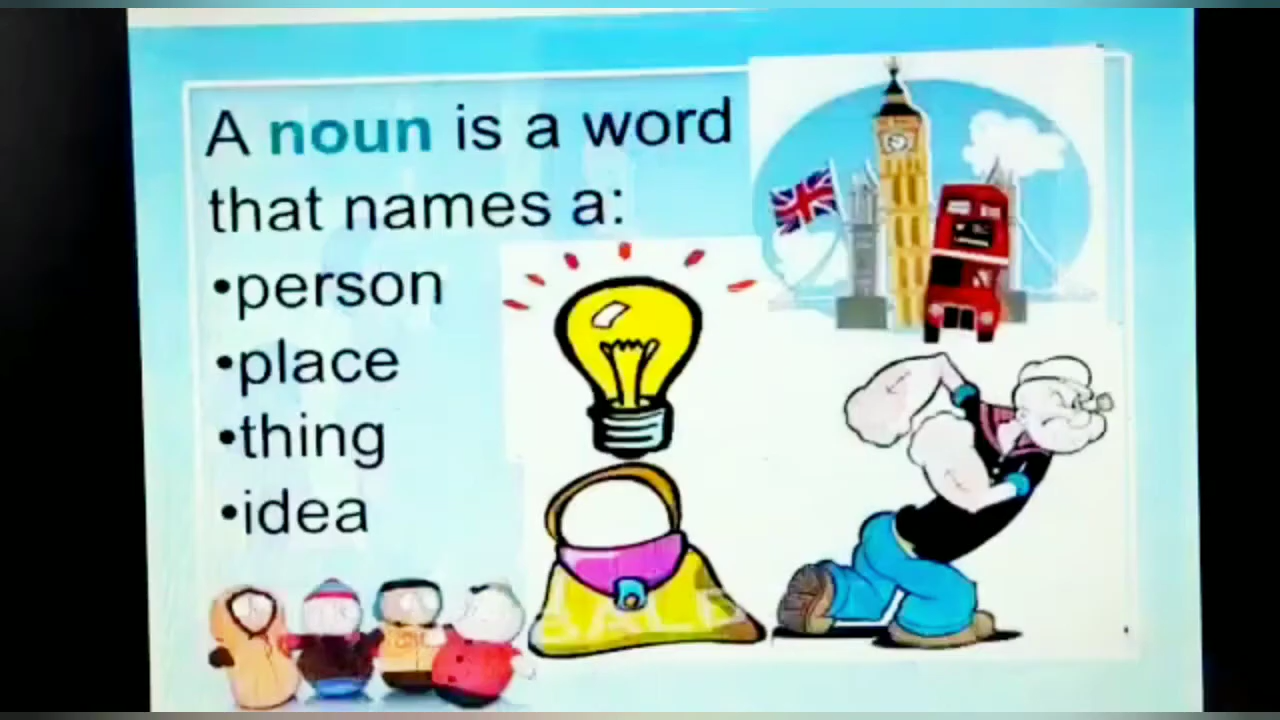 A noun is a word
that names a:
•person
•place
•thing
•idea